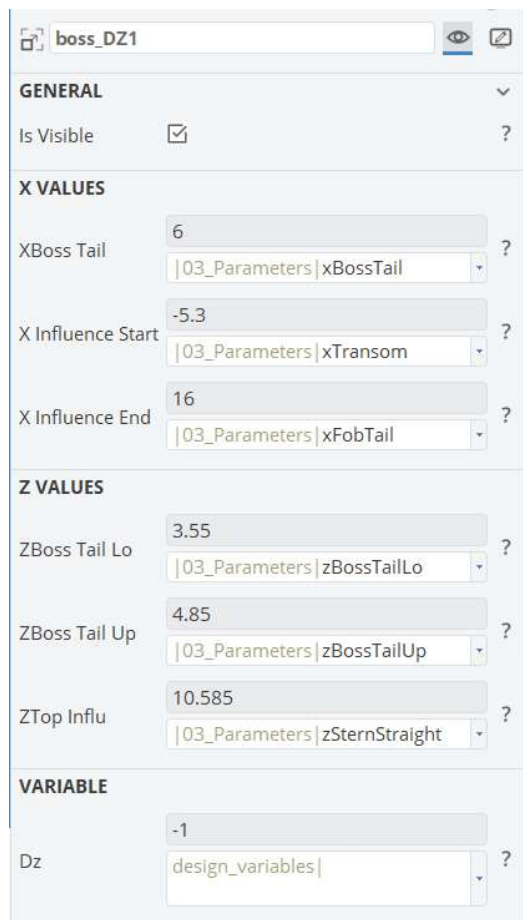 boss_DZ1
GENERAL
Is Visible ?
X VALUES
6
XBoss Tail ?
|03_Parameters|xBossTail
-5.3
X Influence Start ?
|03_Parameters|xTransom
16
X Influence End ?
|03_Parameters|xFobTail
Z VALUES
3.55
ZBoss Tail Lo ?
|03_Parameters|zBossTailLo
4.85
ZBoss Tail Up ?
|03_Parameters|zBossTailUp
10.585
ZTop Influ ?
|03_Parameters|zSternStraight
VARIABLE
-1
Dz ?
design_variables|